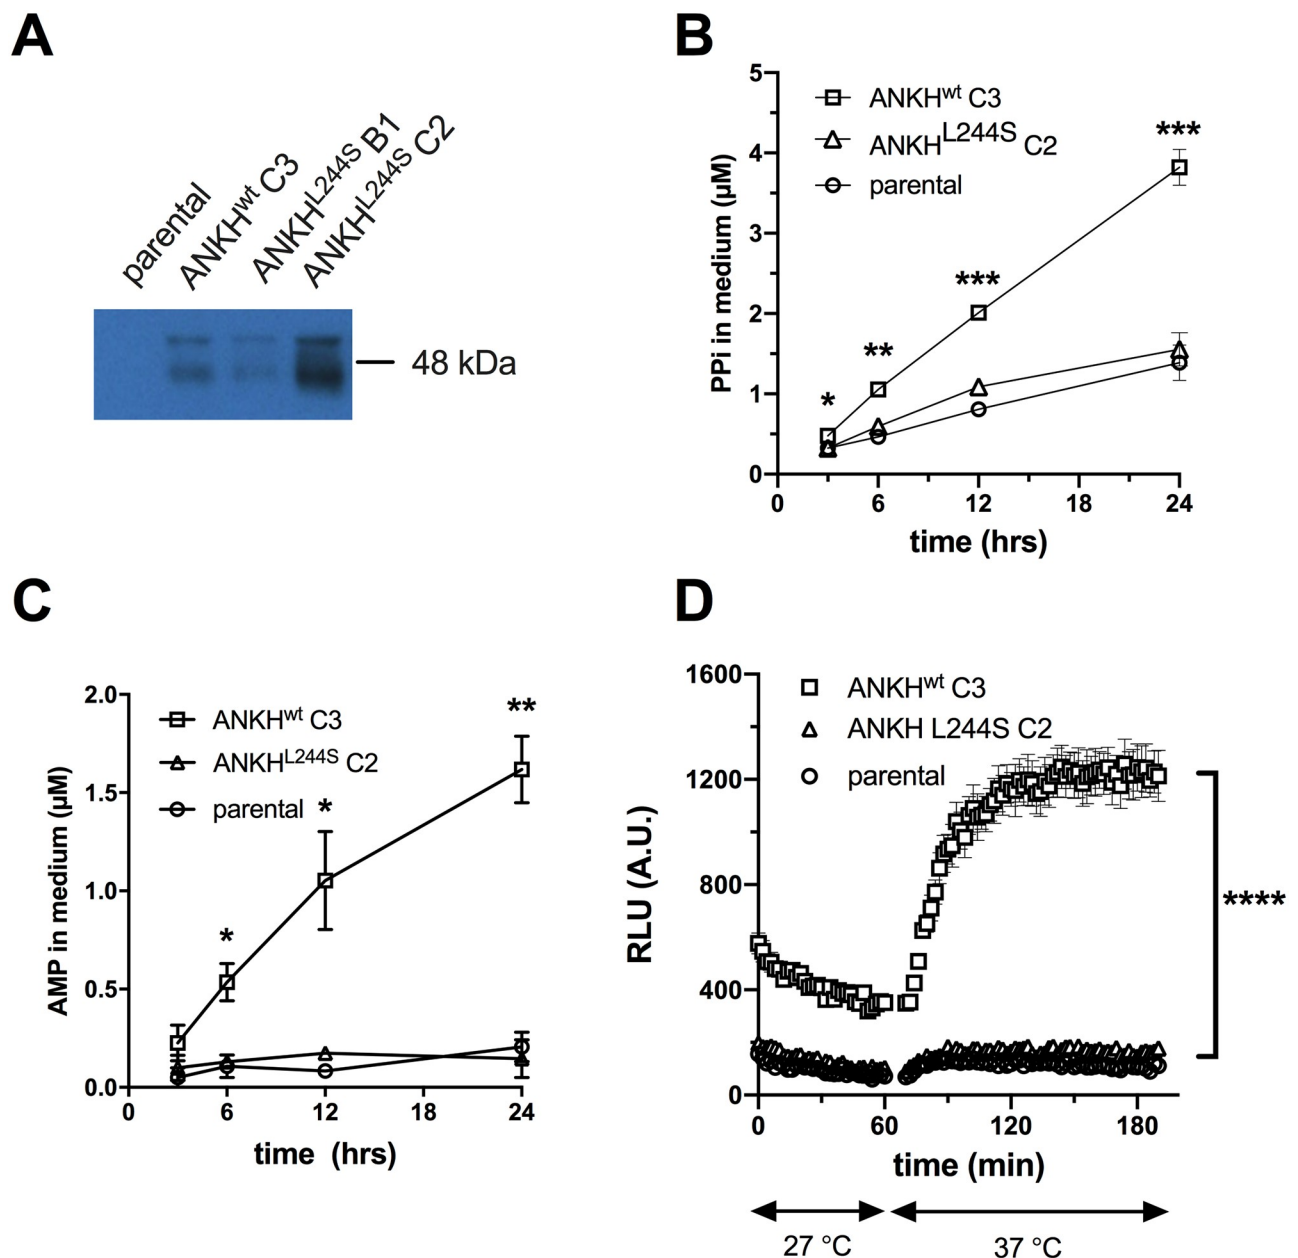 A
parental
ANKHwt C3
ANKHL244S B1
ANKHL244S C2
48 kDa
B
PPi in medium (µM)
5
4
3
2
1
0
ANKHwt C3
ANKHL244S C2
parental
*
**
***
***
0 6 12 18 24
time (hrs)
C
AMP in medium (µM)
2.0
1.5
1.0
0.5
0.0
ANKHwt C3
ANKHL244S C2
parental
*
*
**
0 6 12 18 24
time (hrs)
D
RLU (A.U.)
1600
1200
800
400
0
ANKHwt C3
ANKH L244S C2
parental
****
0 60 120 180
time (min)
27 °C 37 °C